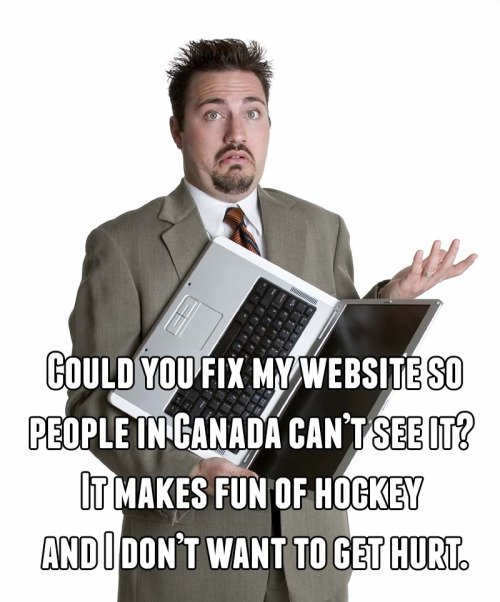 Could you fix my website so
people in Canada can't see it?
It makes fun of hockey
and I don't want to get hurt.